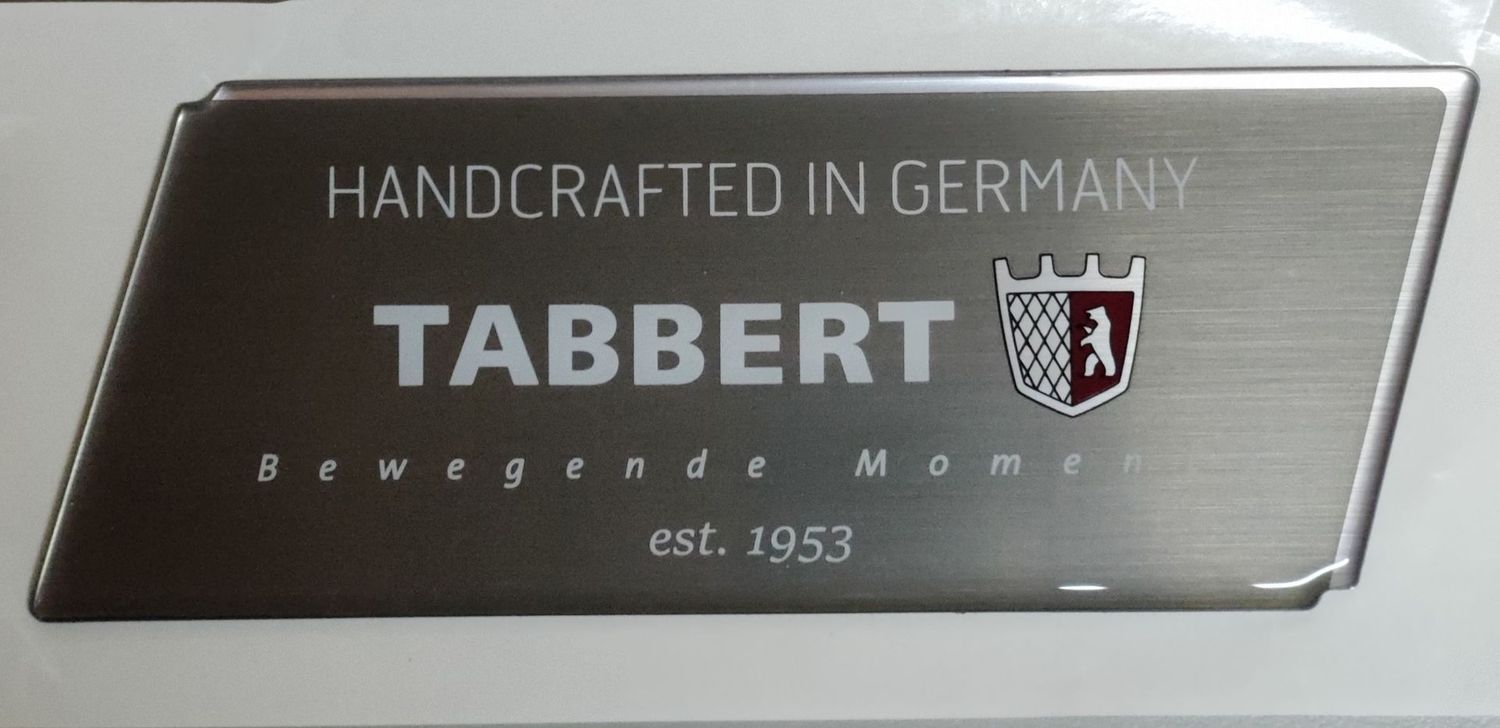 HANDCRAFTED IN GERMANY
TABBERT
Bewegende
est. 1953